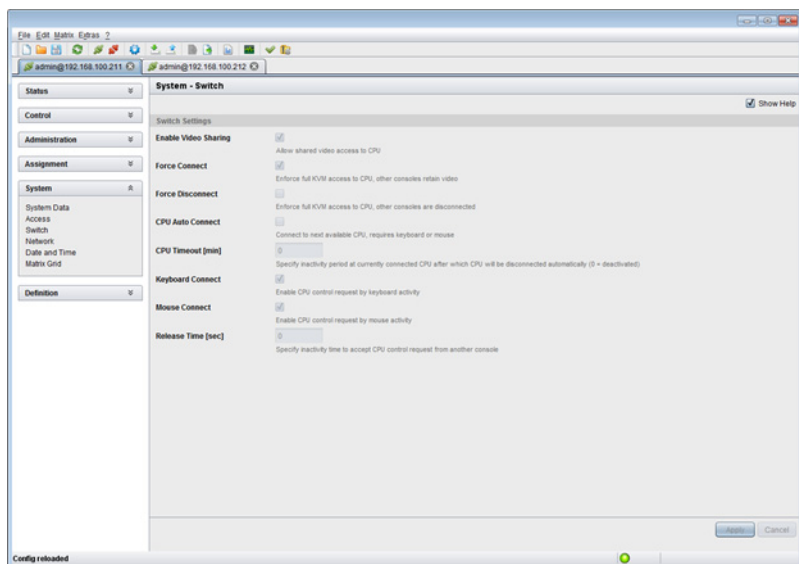 File Edit Matrix Extras ?
admin@192.168.100.211
admin@192.168.100.212
Status
Control
Administration
Assignment
System
System Data
Access
Switch
Network
Date and Time
Matrix Grid
Definition
System - Switch
Show Help
Switch Settings
Enable Video Sharing
Allow shared video access to CPU
Force Connect
Enforce full KVM access to CPU, other consoles retain video
Force Disconnect
Enforce full KVM access to CPU, other consoles are disconnected
CPU Auto Connect
Connect to next available CPU, requires keyboard or mouse
CPU Timeout [min]
0
Specify inactivity period at currently connected CPU after which CPU will be disconnected automatically (0 = deactivated)
Keyboard Connect
Enable CPU control request by keyboard activity
Mouse Connect
Enable CPU control request by mouse activity
Release Time [sec]
0
Specify inactivity time to accept CPU control request from another console
Apply
Cancel
Config reloaded